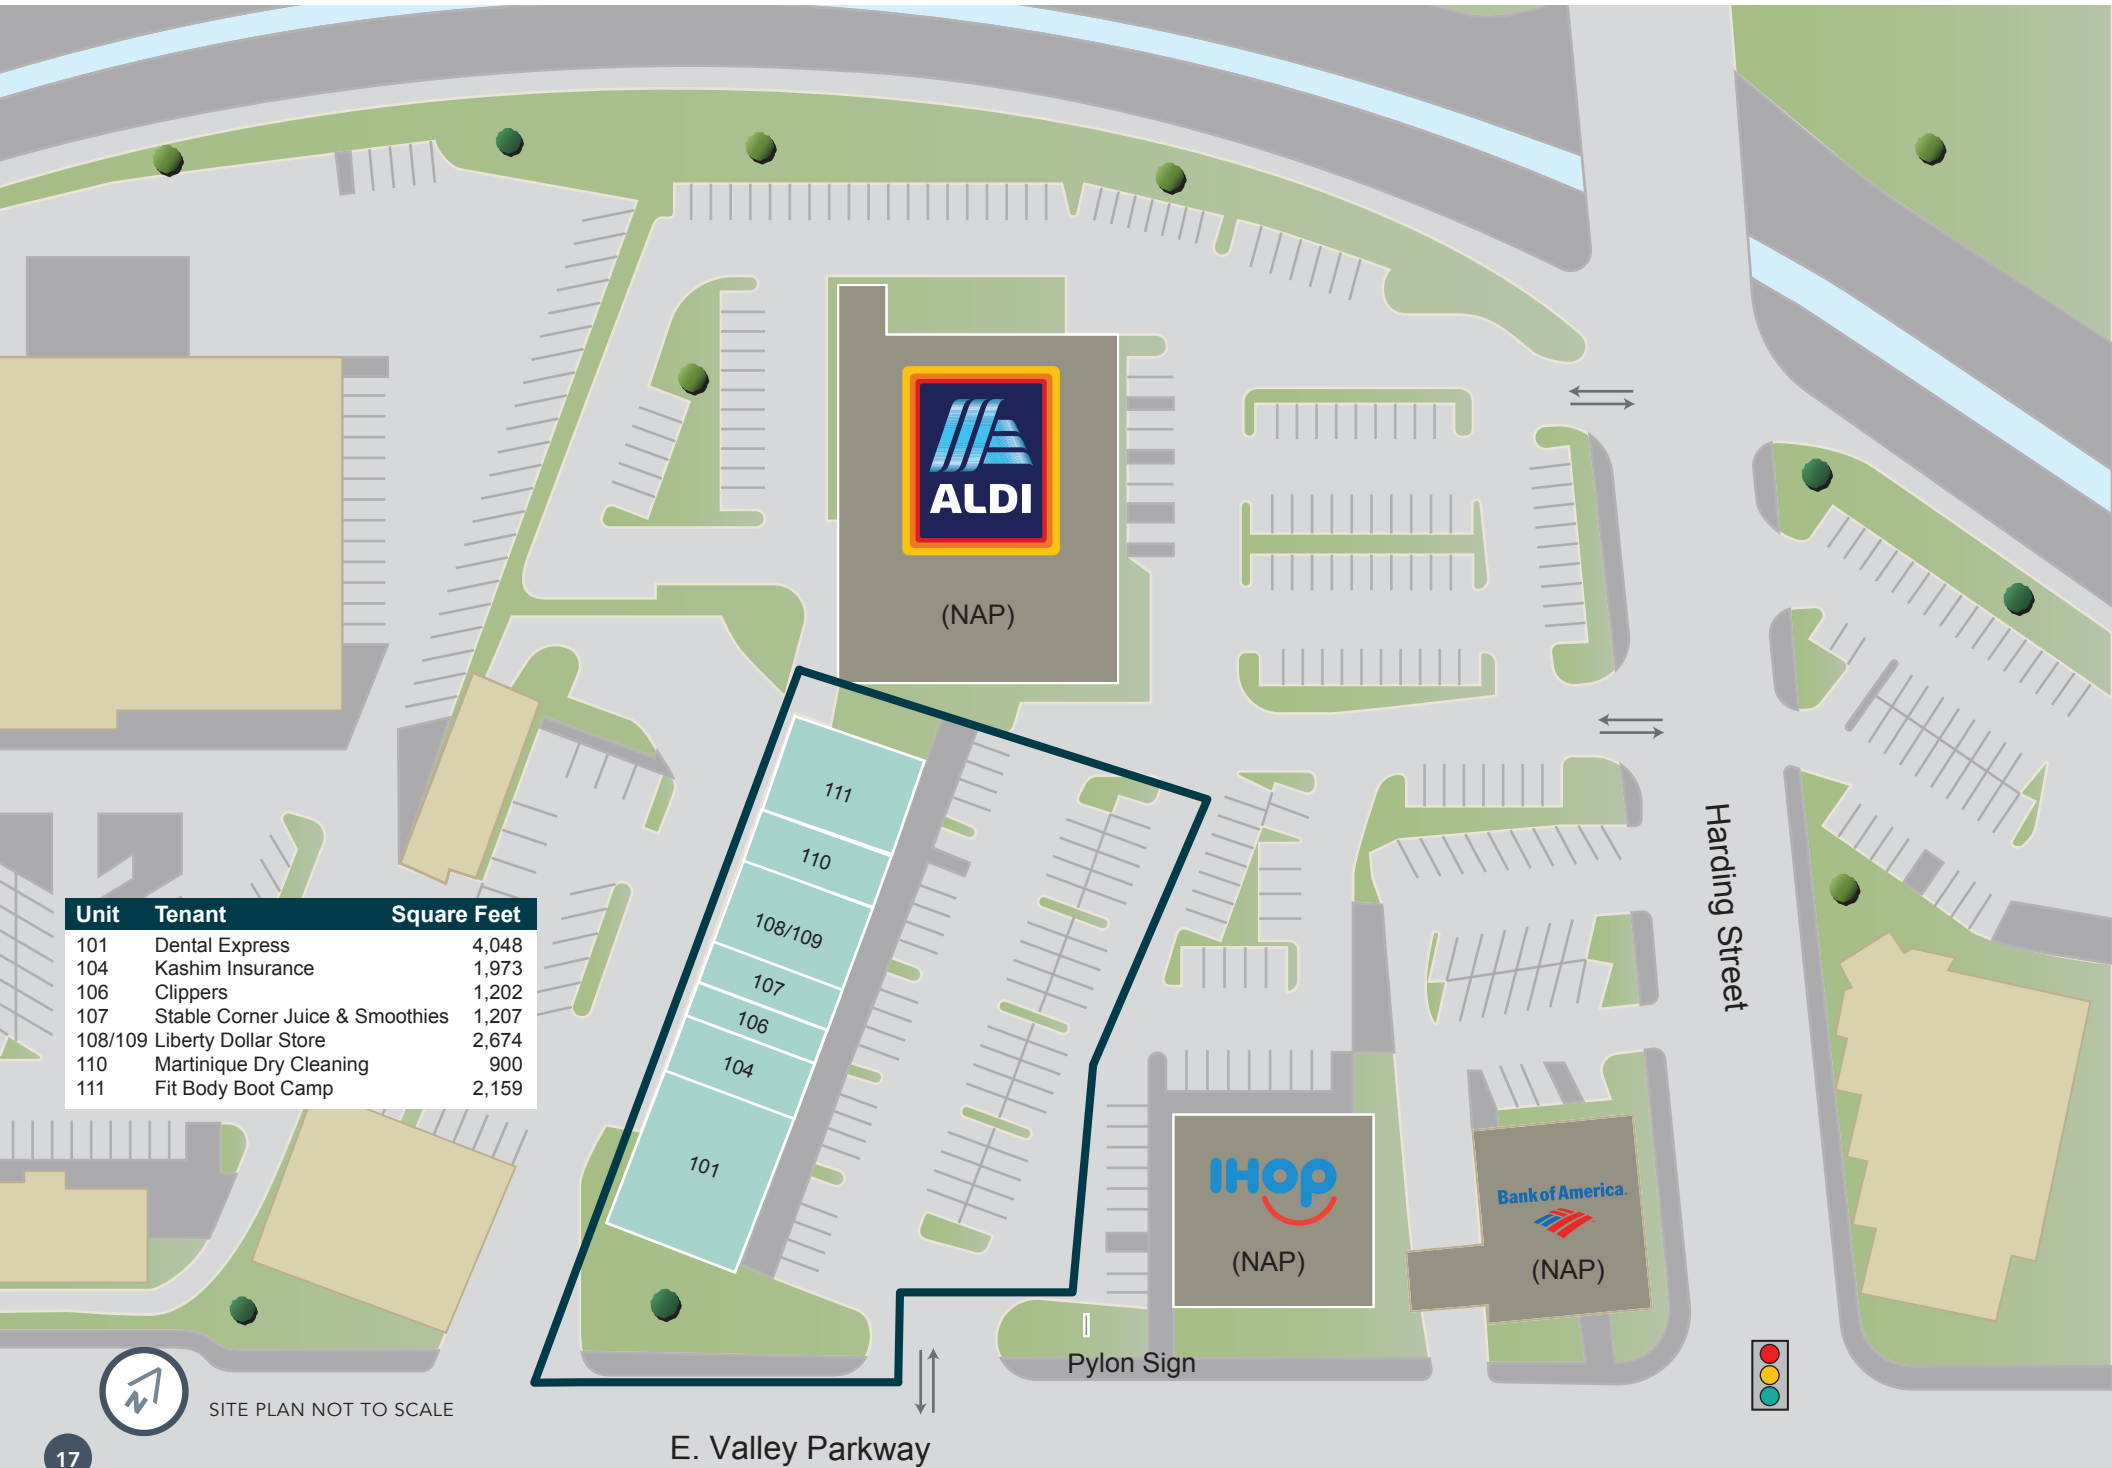 ALDI
(NAP)
111
110
108/109
107
106
104
101
Harding Street
Unit Tenant Square Feet
101 Dental Express 4,048
104 Kashim Insurance 1,973
106 Clippers 1,202
107 Stable Corner Juice & Smoothies 1,207
108/109 Liberty Dollar Store 2,674
110 Martinique Dry Cleaning 900
111 Fit Body Boot Camp 2,159
IHOP
(NAP)
Bank of America.
(NAP)
Pylon Sign
N
SITE PLAN NOT TO SCALE
E. Valley Parkway
17